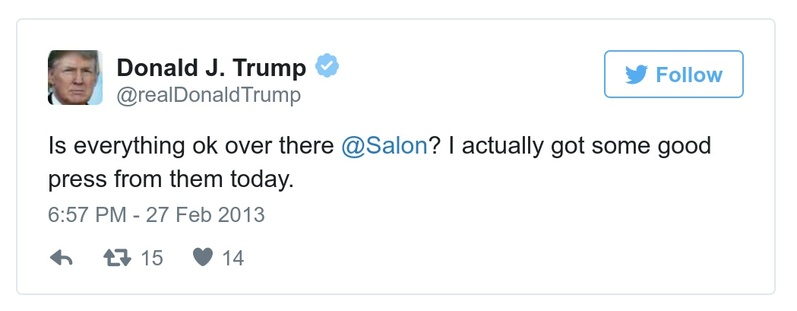 Donald J. Trump
@realDonaldTrump
Follow
Is everything ok over there @Salon? I actually got some good
press from them today.
6:57 PM - 27 Feb 2013
15 14